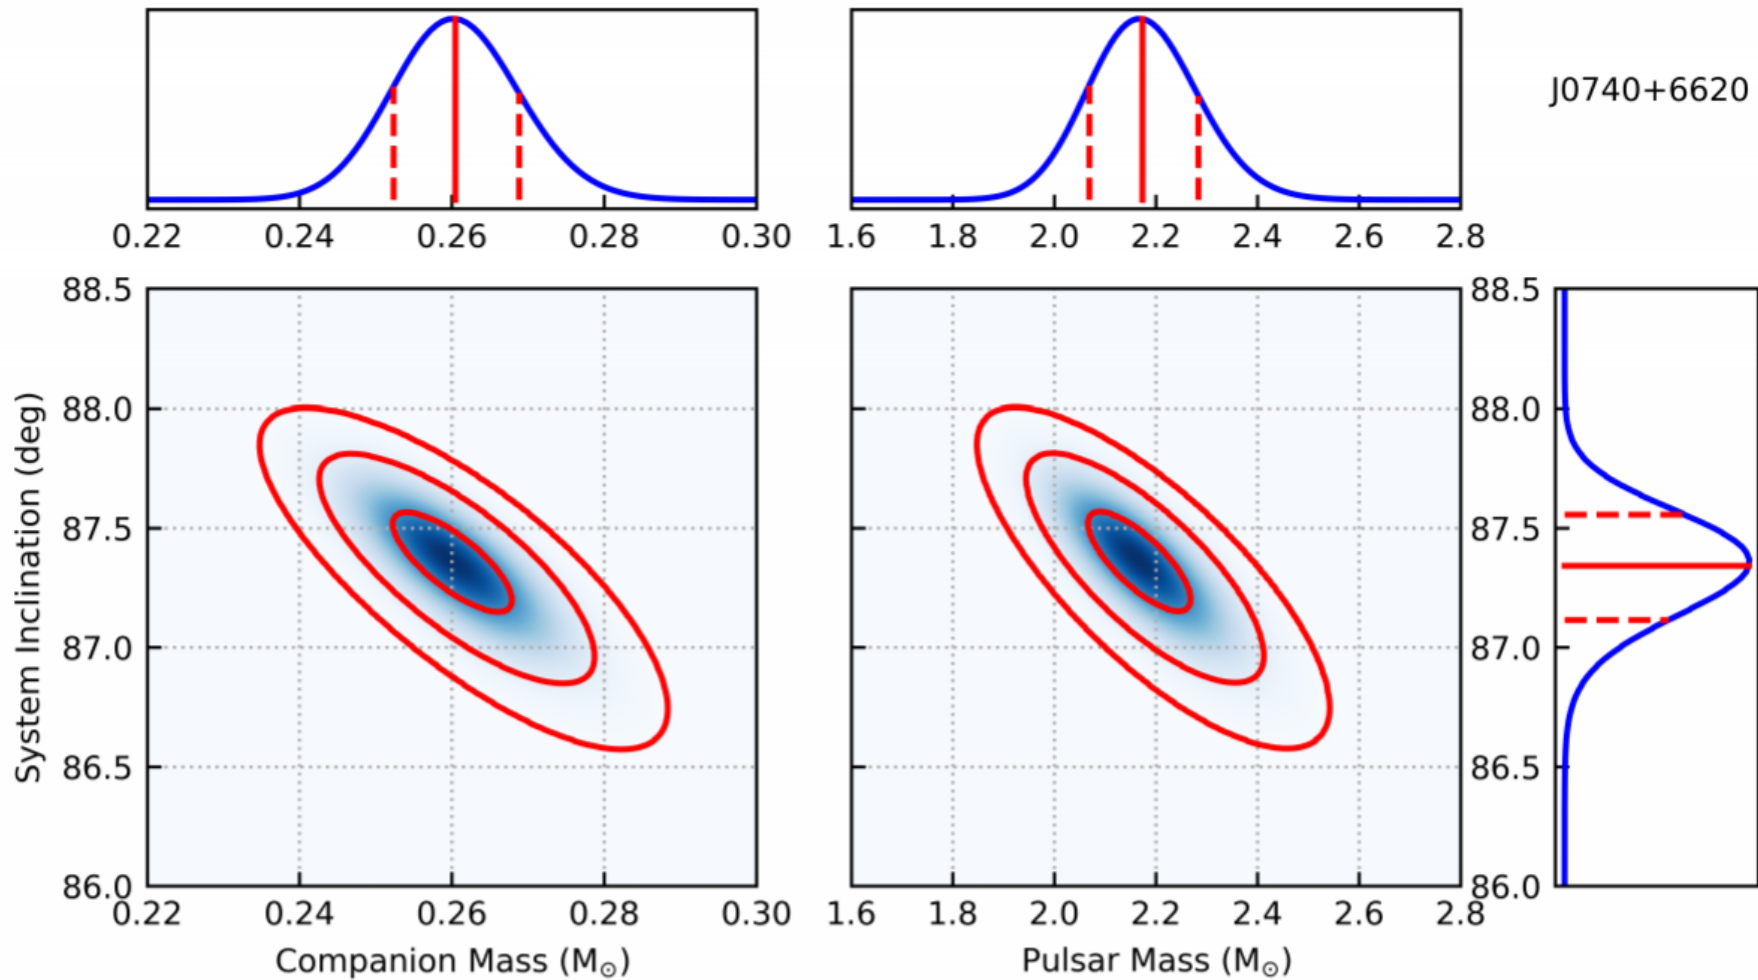 J0740+6620
0.22 0.24 0.26 0.28 0.30
1.6 1.8 2.0 2.2 2.4 2.6 2.8
System Inclination (deg)
88.5
88.0
87.5
87.0
86.5
86.0
0.22 0.24 0.26 0.28 0.30
Companion Mass (M☉)
1.6 1.8 2.0 2.2 2.4 2.6 2.8
Pulsar Mass (M☉)
88.5
88.0
87.5
87.0
86.5
86.0